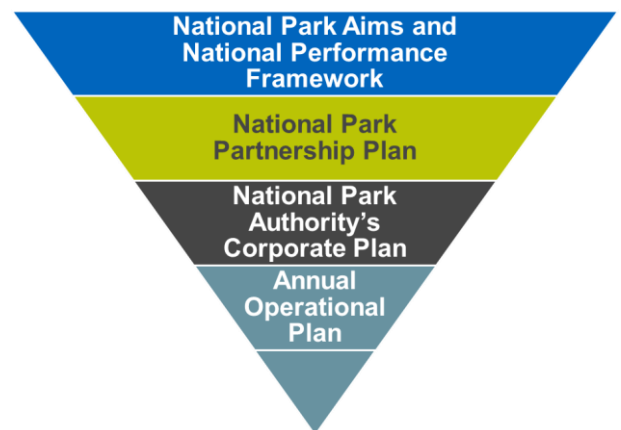 National Park Aims and
National Performance
Framework
National Park
Partnership Plan
National Park
Authority's
Corporate Plan
Annual
Operational
Plan